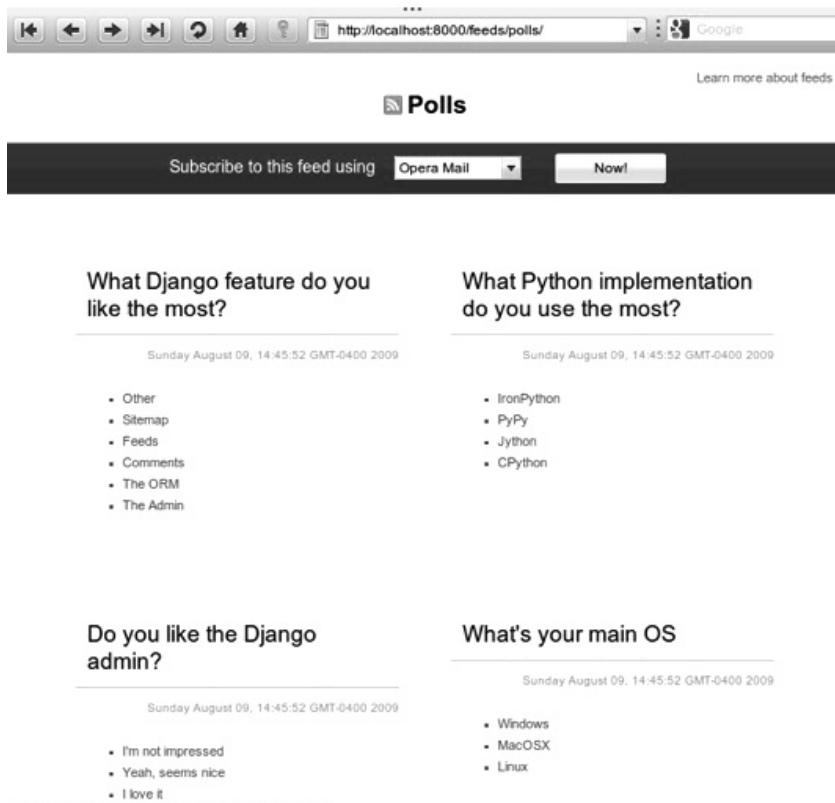 http://localhost:8000/feeds/polls/
Google
Learn more about feeds
Polls
Subscribe to this feed using
Opera Mail
Now!
What Django feature do you
like the most?
Sunday August 09, 14:45:52 GMT-0400 2009
Other
Sitemap
Feeds
Comments
The ORM
The Admin
What Python implementation
do you use the most?
Sunday August 09, 14:45:52 GMT-0400 2009
IronPython
PyPy
Jython
CPython
Do you like the Django
admin?
Sunday August 09, 14:45:52 GMT-0400 2009
I'm not impressed
Yeah, seems nice
I love it
What's your main OS
Sunday August 09, 14:45:52 GMT-0400 2009
Windows
MacOSX
Linux